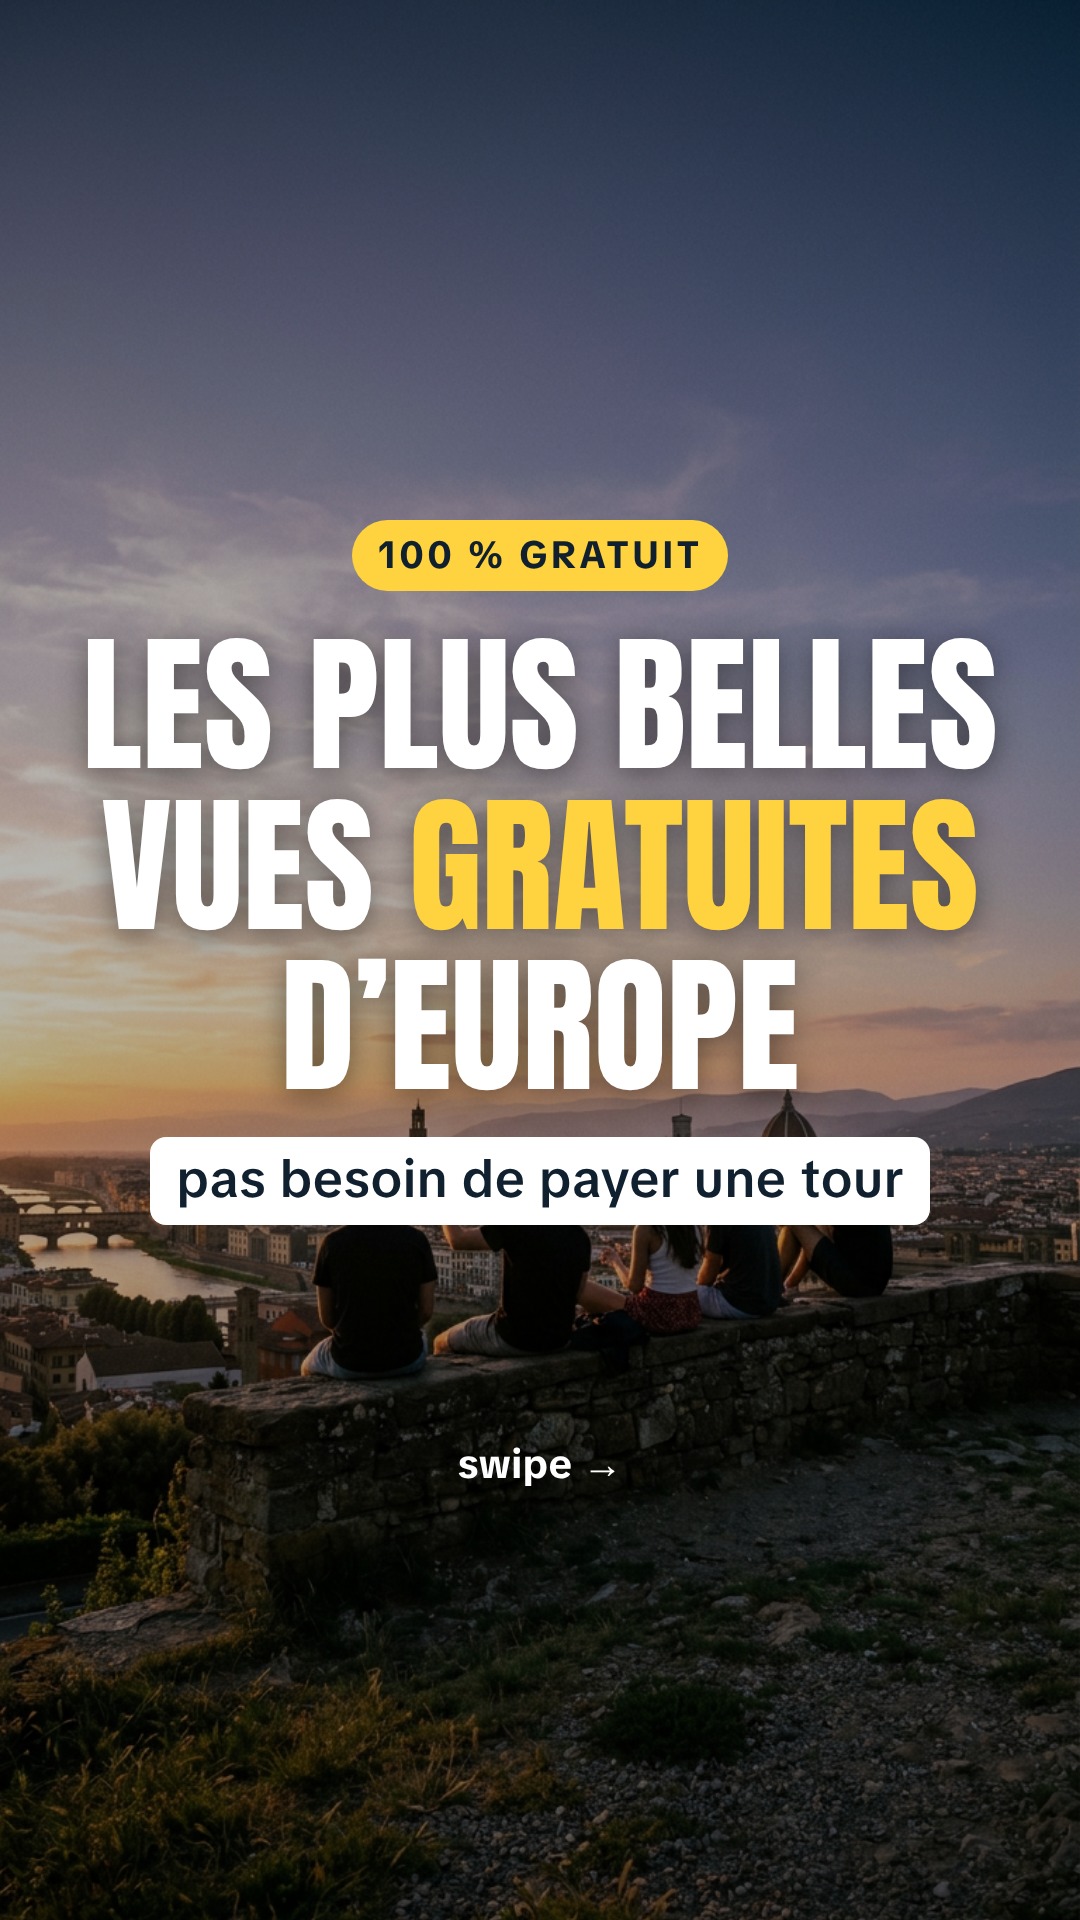 100 % GRATUIT
LES PLUS BELLES
VUES GRATUITES
D’EUROPE
pas besoin de payer une tour
swipe →